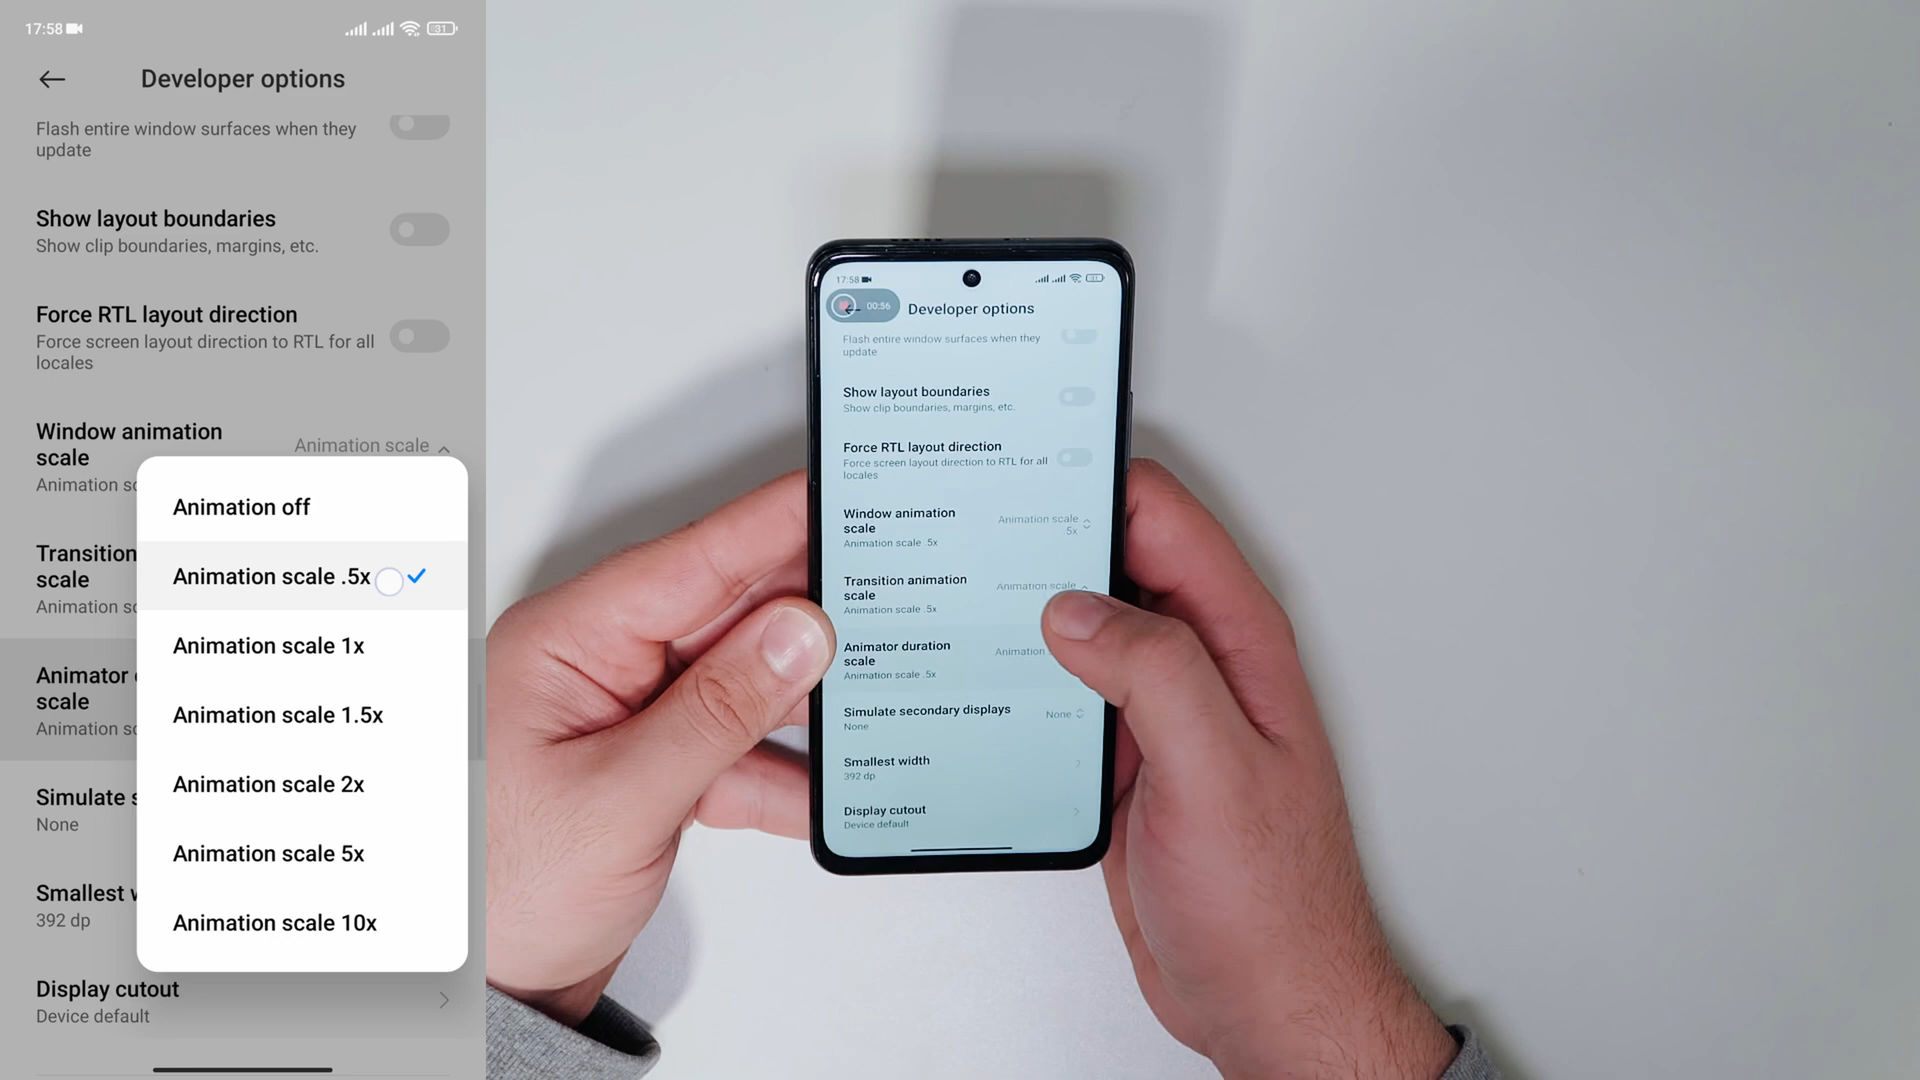 17:58
31
Developer options
Flash entire window surfaces when they
update
Show layout boundaries
Show clip boundaries, margins, etc.
Force RTL layout direction
Force screen layout direction to RTL for all
locales
Window animation
scale
Animation scale
Animation sc
Animation off
Animation scale .5x
Animation scale 1x
Animation scale 1.5x
Animation scale 2x
Animation scale 5x
Animation scale 10x
Transition
scale
Animation sc
Animator
scale
Animation sc
Simulate s
None
Smallest w
392 dp
Display cutout
Device default
17:58
00:56
Developer options
Flash entire window surfaces when they
update
Show layout boundaries
Show clip boundaries, margins, etc.
Force RTL layout direction
Force screen layout direction to RTL for all
locales
Window animation
scale
Animation scale .5x
Animation scale
.5x
Transition animation
scale
Animation scale .5x
Animation scale
Animator duration
scale
Animation scale .5x
Animation
Simulate secondary displays
None
None
Smallest width
392 dp
Display cutout
Device default